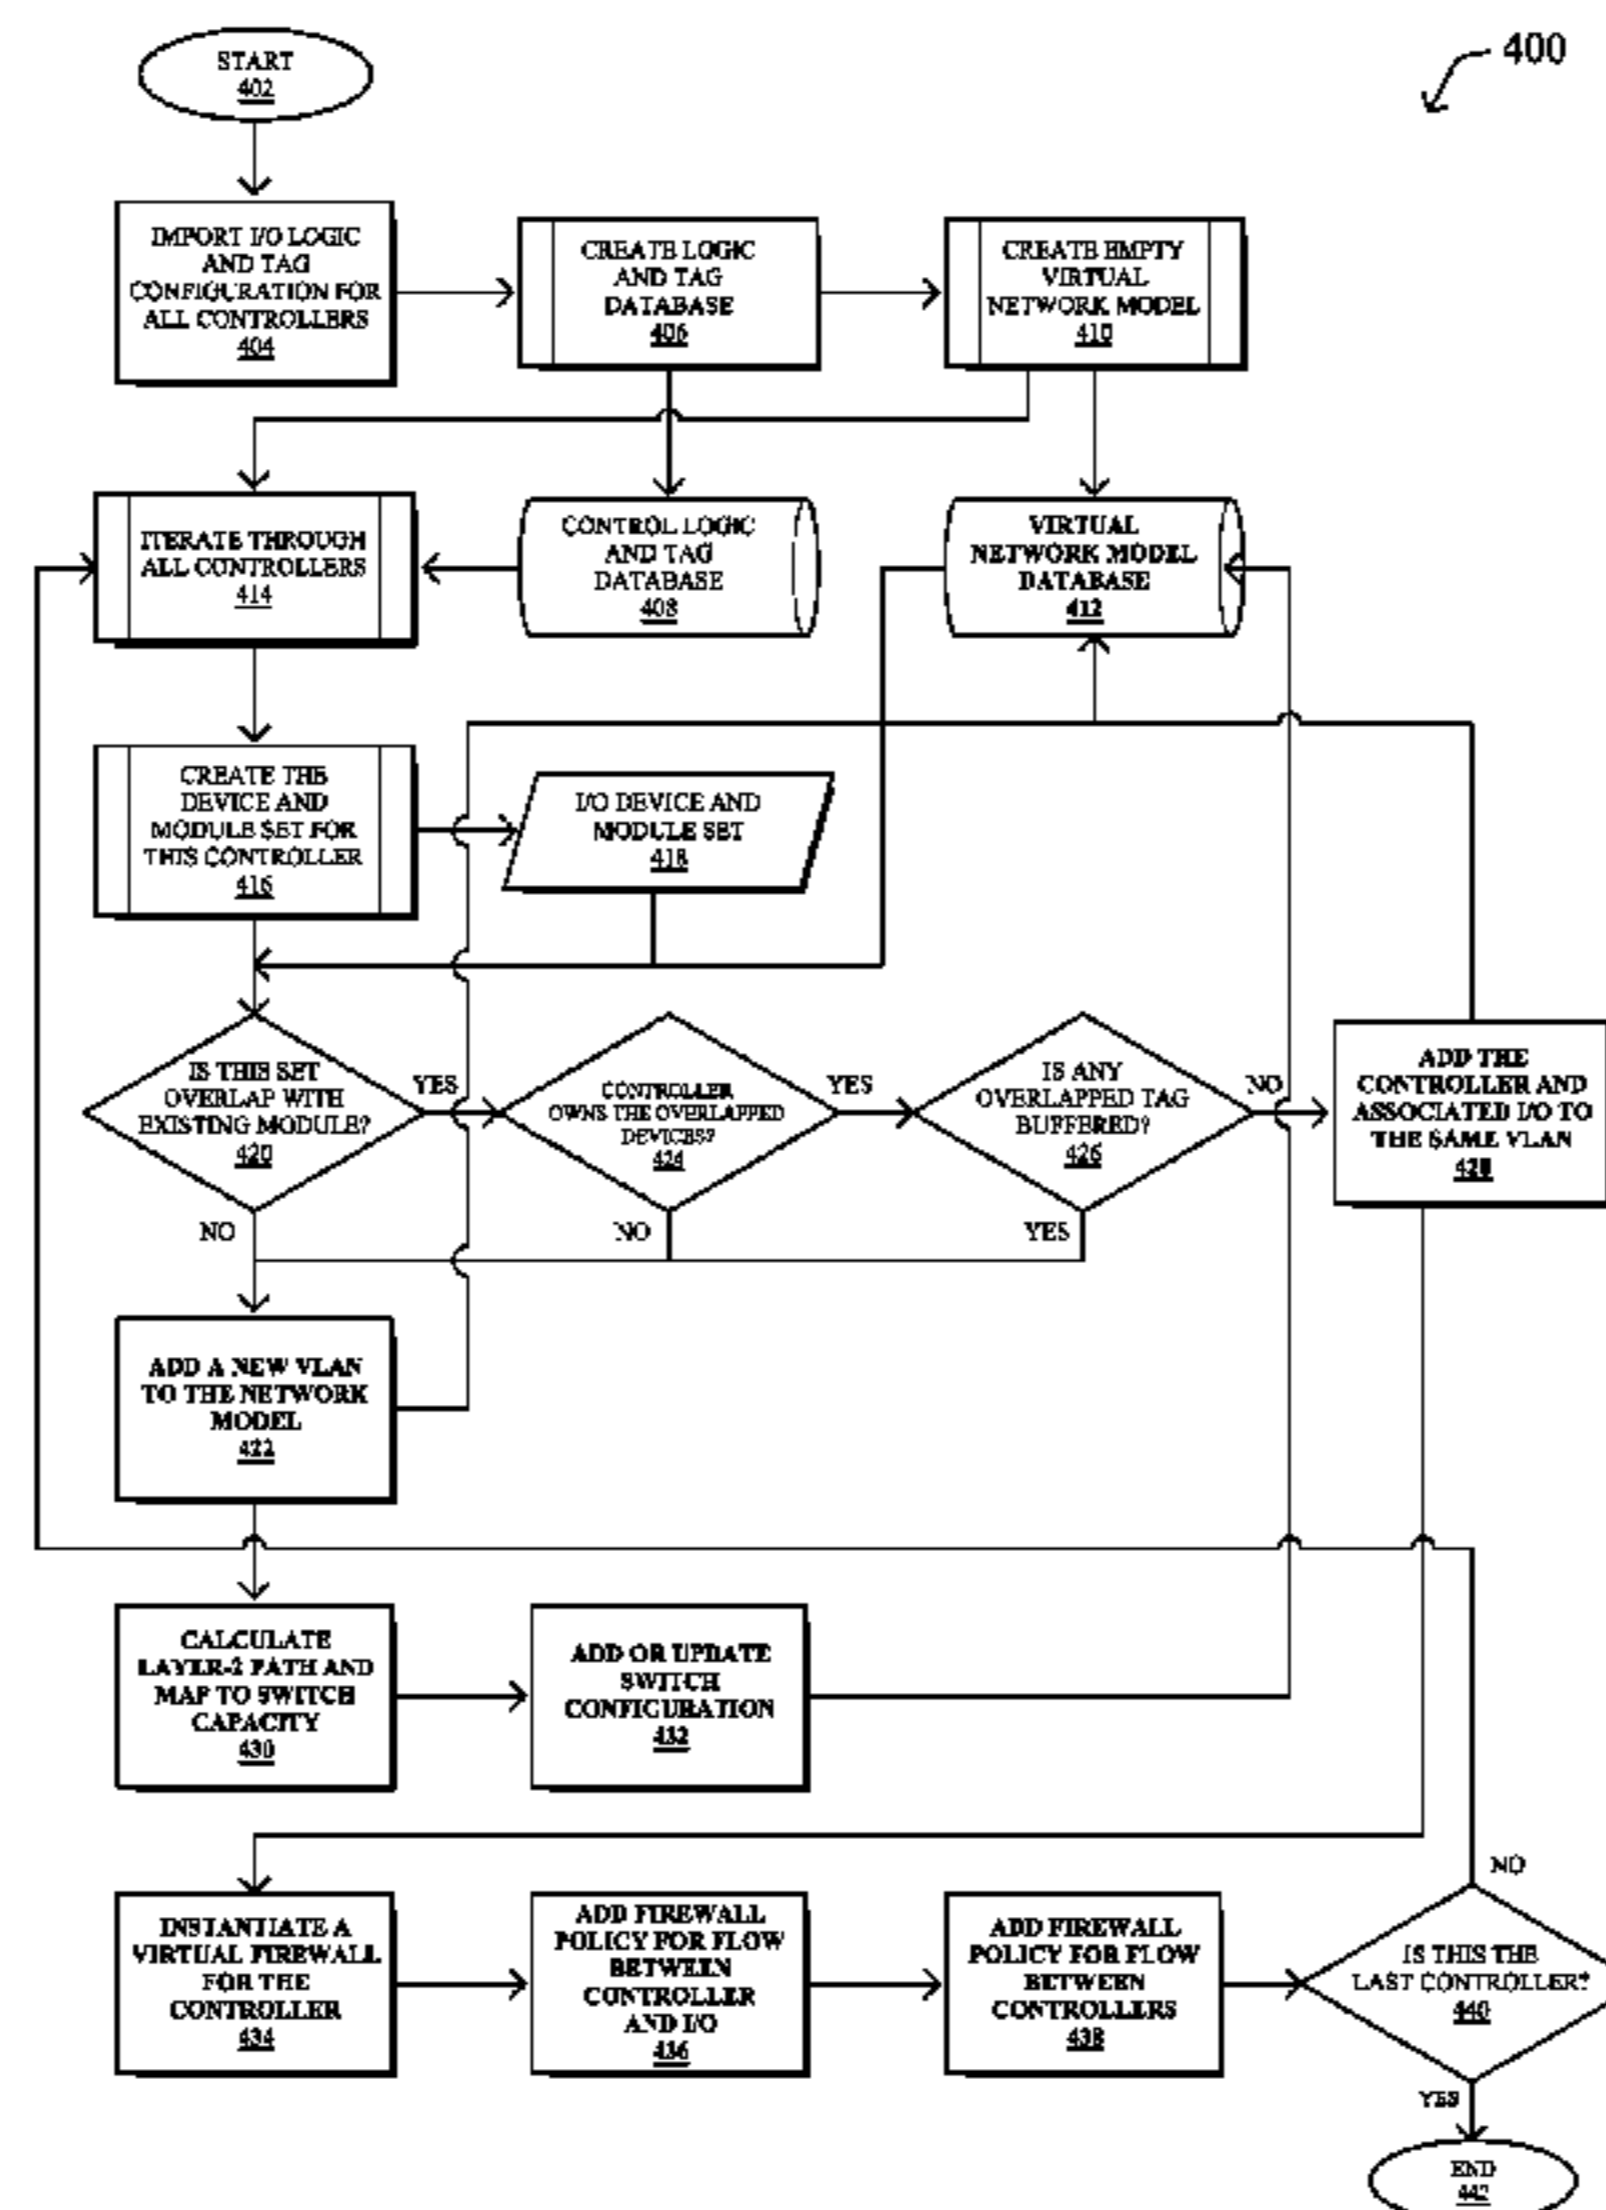 START
402
400
IMPORT I/O LOGIC
AND TAG
CONFIGURATION FOR
ALL CONTROLLERS
404
CREATE LOGIC
AND TAG
DATABASE
406
CREATE EMPTY
VIRTUAL
NETWORK MODEL
410
ITERATE THROUGH
ALL CONTROLLERS
414
CONTROL LOGIC
AND TAG
DATABASE
408
VIRTUAL
NETWORK MODEL
DATABASE
412
CREATE THE
DEVICE AND
MODULE SET FOR
THIS CONTROLLER
416
I/O DEVICE AND
MODULE SET
418
IS THIS SET
OVERLAP WITH
EXISTING MODULE?
420
YES
NO
CONTROLLER
OWNS THE OVERLAPPED
DEVICES?
424
YES
NO
IS ANY
OVERLAPPED TAG
BUFFERED?
426
NO
YES
ADD THE
CONTROLLER AND
ASSOCIATED I/O TO
THE SAME VLAN
428
ADD A NEW VLAN
TO THE NETWORK
MODEL
422
CALCULATE
LAYER-2 PATH AND
MAP TO SWITCH
CAPACITY
430
ADD OR UPDATE
SWITCH
CONFIGURATION
432
INSTANTIATE A
VIRTUAL FIREWALL
FOR THE
CONTROLLER
434
ADD FIREWALL
POLICY FOR FLOW
BETWEEN
CONTROLLER
AND I/O
436
ADD FIREWALL
POLICY FOR FLOW
BETWEEN
CONTROLLERS
438
NO
IS THIS THE
LAST CONTROLLER?
440
YES
END
442